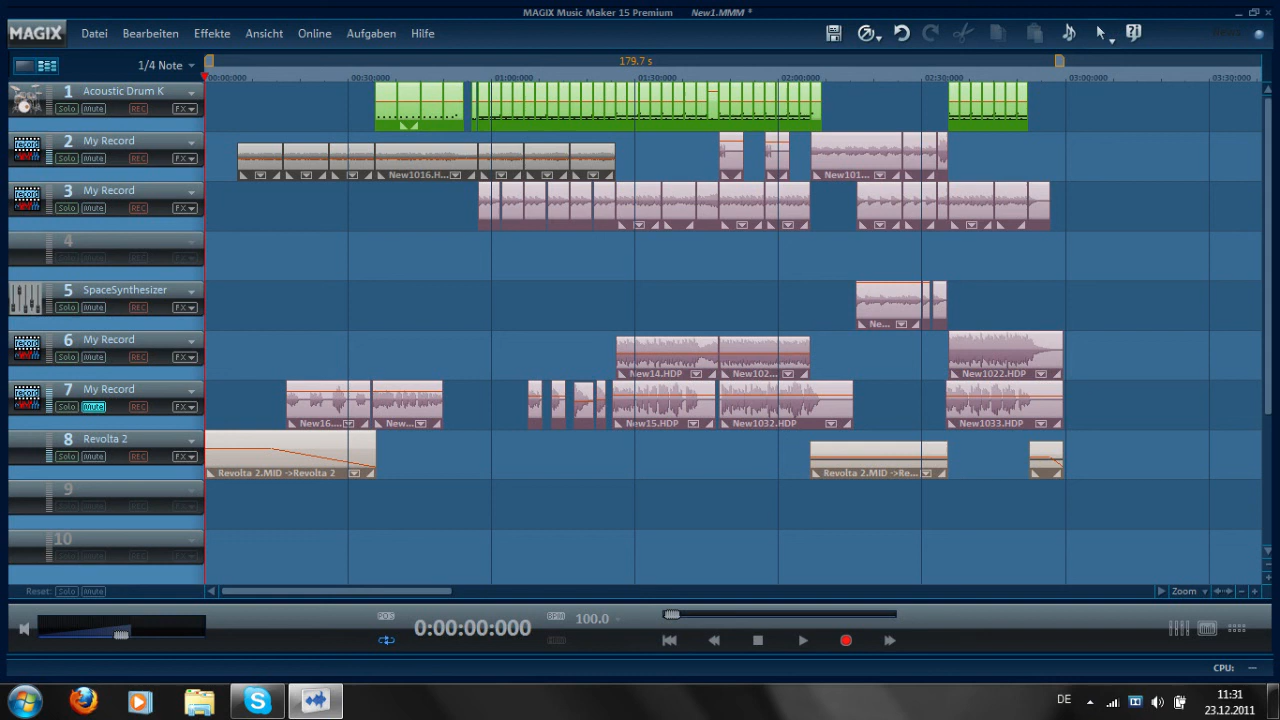 MAGIX Music Maker 15 Premium New1.MMM *
MAGIX Datei Bearbeiten Effekte Ansicht Online Aufgaben Hilfe
1/4 Note 179.7 s
00:00:000 00:30:000 01:00:000 01:30:000 02:00:000 02:30:000 03:00:000 03:30:000
1 Acoustic Drum K
Solo Mute REC FX
2 My Record
Solo Mute REC FX
New1016.H... New101...
3 My Record
Solo Mute REC FX
4
5 SpaceSynthesizer
Solo Mute REC FX
Ne...
6 My Record
Solo Mute REC FX
New14.HDP New102... New1022.HDP
7 My Record
Solo Mute REC FX
New16.... New... New15.HDP New1032.HDP New1033.HDP
8 Revolta 2
Solo Mute REC FX
Revolta 2.MID ->Revolta 2 Revolta 2.MID ->Re...
9
10
Reset: Solo Mute Zoom
POS BPM 100.0
0:00:00:000
CPU: ---
DE 11:31
23.12.2011